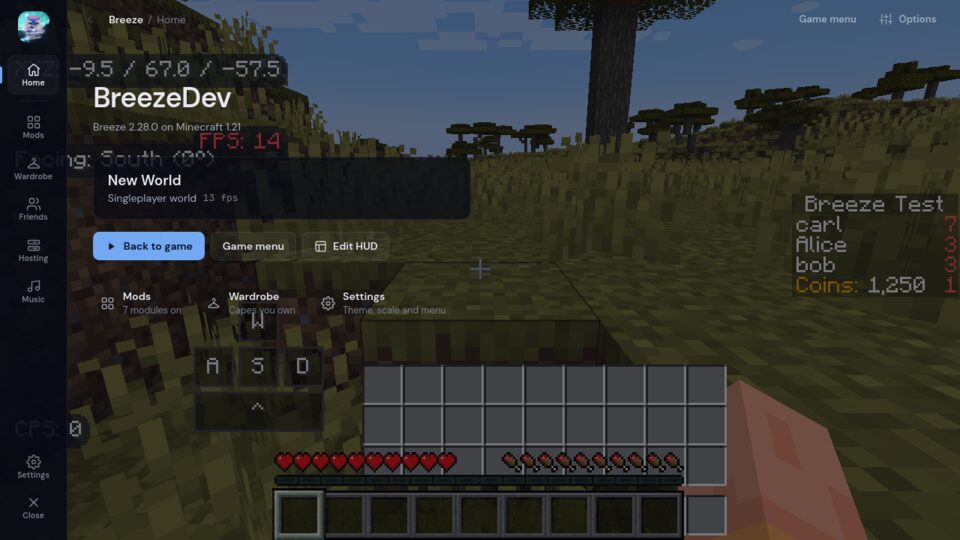 Breeze / Home
Game menu
Options
-9.5 / 67.0 / -57.5
Home
BreezeDev
Breeze 2.28.0 on Minecraft 1.21
FPS: 14
Mods
Facing: South (0°)
New World
Singleplayer world 13 fps
Wardrobe
Friends
Breeze Test
carl 7
Alice 3
bob 3
Coins: 1,250 1
Back to game
Game menu
Edit HUD
Hosting
Music
Mods
7 modules on
Wardrobe
Capes you own
Settings
Theme, scale and menu
W
A S D
^
CPS: 0
Settings
Close